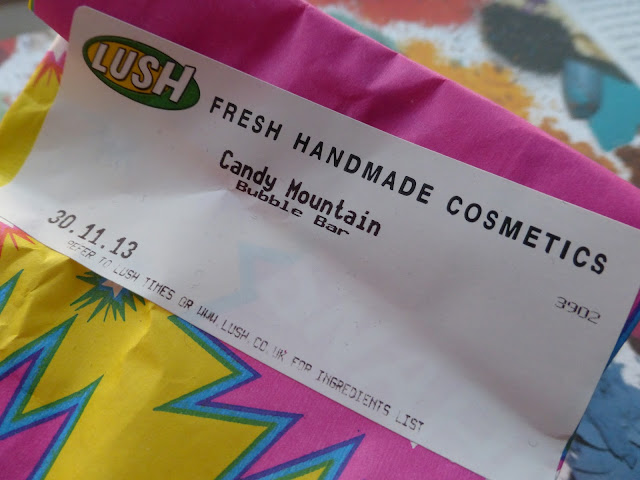 LUSH
FRESH HANDMADE COSMETICS
Candy Mountain
Bubble Bar
30.11.13
3902
REFER TO LUSH TIMES OR WWW.LUSH.CO.UK FOR INGREDIENTS LIST